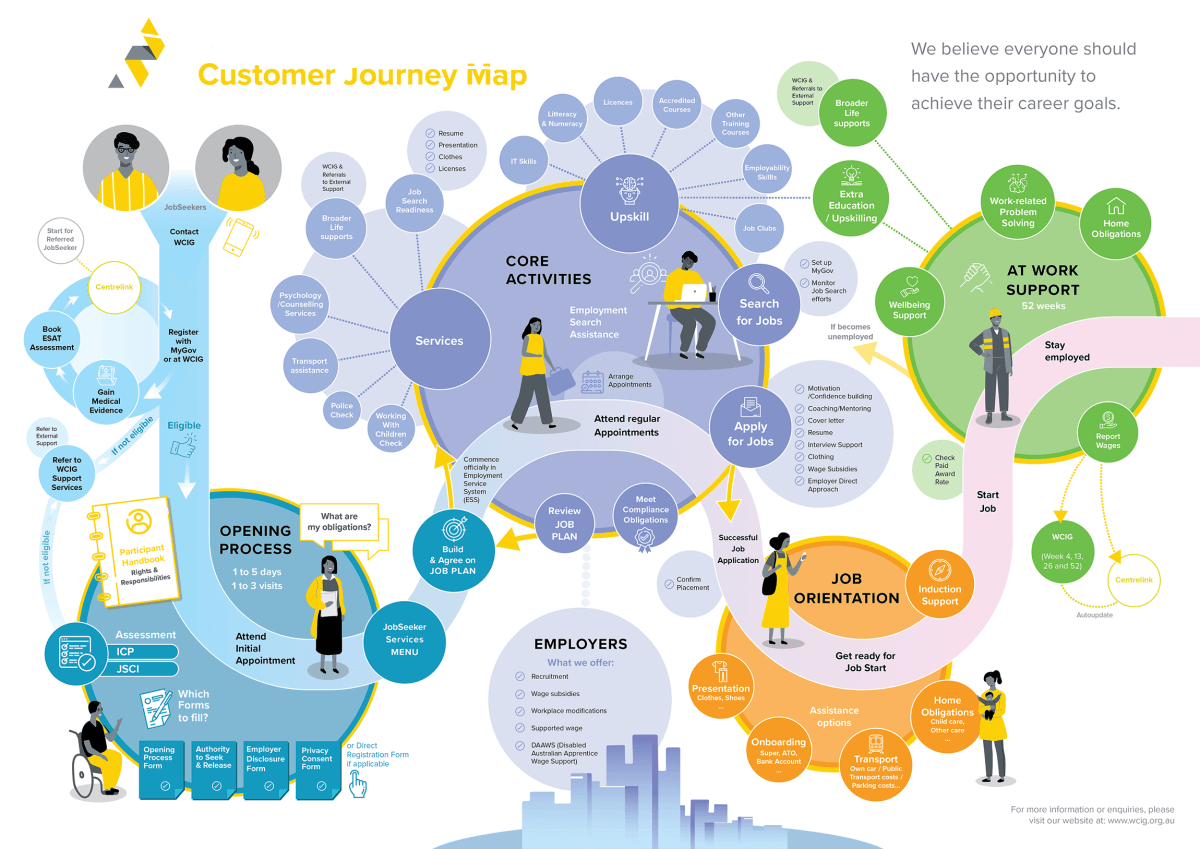 Customer Journey Map
We believe everyone should
have the opportunity to
achieve their career goals.
JobSeekers
Contact
WCIG
Start for
Referred
JobSeeker
Centrelink
Book
ESAT
Assessment
Gain
Medical
Evidence
Register
with
MyGov
or at WCIG
If not eligible
Eligible
Refer to
External
Support
Refer to
WCIG
Support
Services
If not eligible
Participant
Handbook
Rights &
Responsibilities
OPENING
PROCESS
1 to 5 days
1 to 3 visits
What are
my obligations?
Assessment
ICP
JSCI
Attend
Initial
Appointment
JobSeeker
Services
MENU
Which
Forms
to fill?
Opening
Process
Form
Authority
to Seek
& Release
Employer
Disclosure
Form
Privacy
Consent
Form
or Direct
Registration Form
if applicable
Build
& Agree on
JOB PLAN
Commence
officially in
Employment
Service
System
(ESS)
Services
WCIG &
Referrals
to External
Support
Broader
Life
supports
Job
Search
Readiness
Resume
Presentation
Clothes
Licenses
Psychology
/Counselling
Services
Transport
assistance
Police
Check
Working
With
Children
Check
CORE
ACTIVITIES
Employment
Search
Assistance
Arrange
Appointments
Attend regular
Appointments
Review
JOB
PLAN
Meet
Compliance
Obligations
Upskill
IT Skills
Litteracy
& Numeracy
Licences
Accredited
Courses
Other
Training
Courses
Employability
Skills
Job Clubs
Search
for Jobs
Set up
MyGov
Monitor
Job Search
efforts
Apply
for Jobs
Motivation
/Confidence building
Coaching/Mentoring
Cover letter
Resume
Interview Support
Clothing
Wage Subsidies
Employer Direct
Approach
EMPLOYERS
What we offer:
Recruitment
Wage subsidies
Workplace modifications
Supported wage
DAAWS (Disabled
Australian Apprentice
Wage Support)
Successful
Job
Application
Confirm
Placement
JOB
ORIENTATION
Induction
Support
Get ready for
Job Start
Assistance
options
Presentation
Clothes, Shoes
...
Onboarding
Super, ATO,
Bank Account
...
Transport
Own car / Public
Transport costs /
Parking costs...
Home
Obligations
Child care,
Other care
...
Start
Job
WCIG &
Referrals to
External
Support
Broader
Life
supports
Extra
Education
/ Upskilling
Wellbeing
Support
Work-related
Problem
Solving
Home
Obligations
AT WORK
SUPPORT
52 weeks
Stay
employed
If becomes
unemployed
Check
Paid
Award
Rate
Report
Wages
WCIG
(Week 4, 13,
26 and 52)
Centrelink
Autoupdate
For more information or enquiries, please
visit our website at: www.wcig.org.au